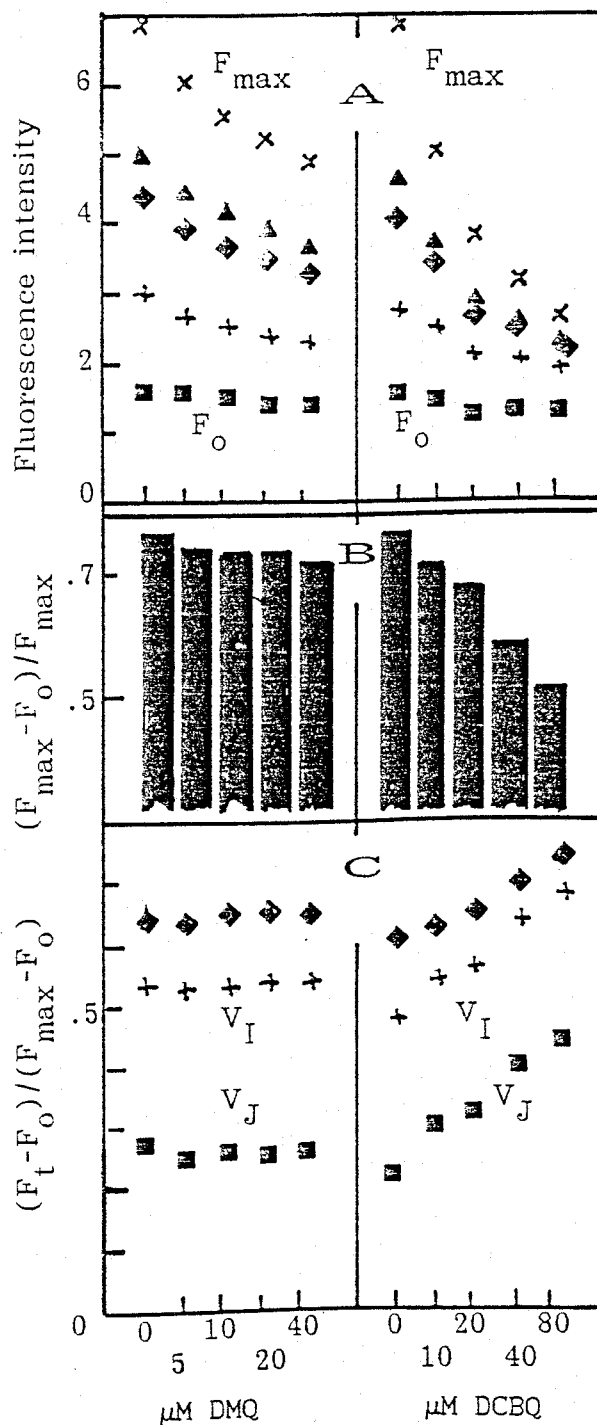 Fluorescence intensity
6
4
2
0
A
F_max
F_max
F_o
F_o
(F_max-F_o)/F_max
.7
.5
B
(F_t-F_o)/(F_max-F_o)
.5
0
C
V_I
V_J
V_I
V_J
0 5 10 20 40
0 10 20 40 80
μM DMQ
μM DCBQ